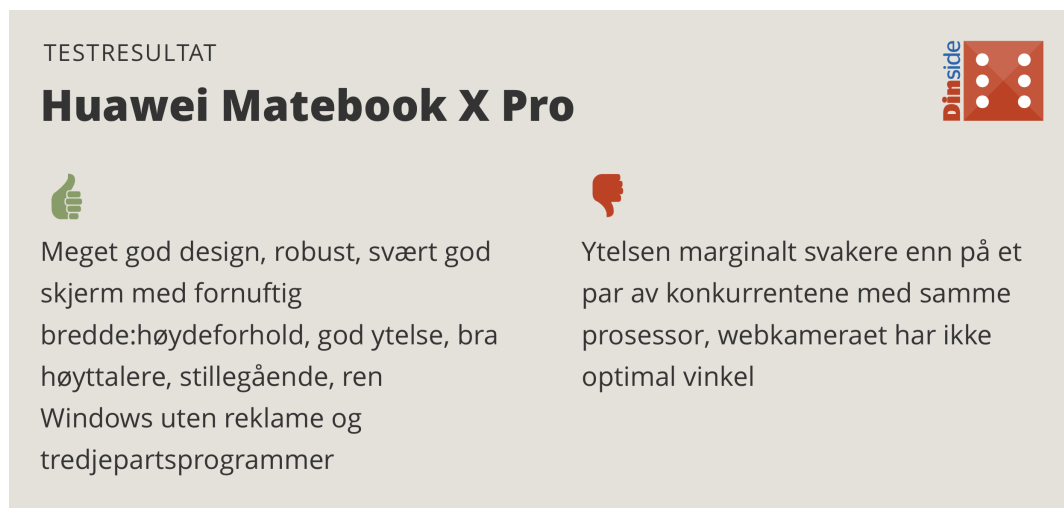 TESTRESULTAT
Huawei Matebook X Pro
Dinside
Meget god design, robust, svært god
skjerm med fornuftig
bredde:høydeforhold, god ytelse, bra
høyttalere, stillegående, ren
Windows uten reklame og
tredjepartsprogrammer
Ytelsen marginalt svakere enn på et
par av konkurrentene med samme
prosessor, webkameraet har ikke
optimal vinkel